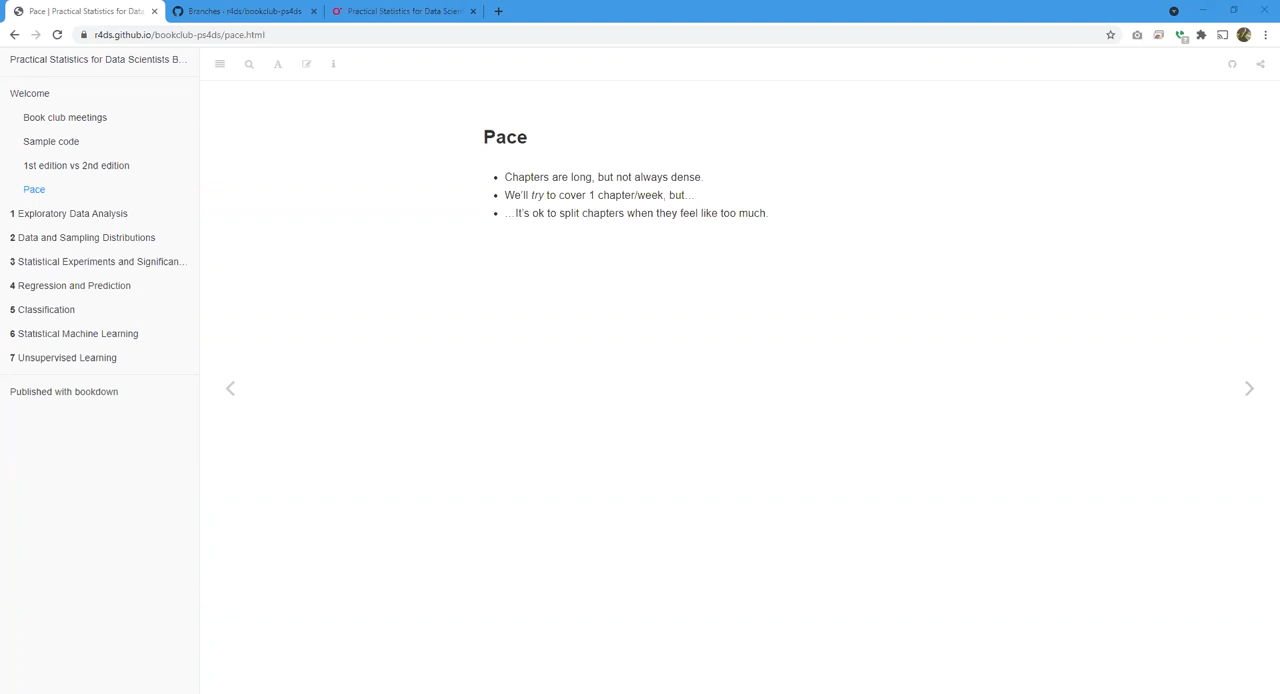 Pace | Practical Statistics for Data
Branches · r4ds/bookclub-ps4ds
Practical Statistics for Data Scien
r4ds.github.io/bookclub-ps4ds/pace.html
Practical Statistics for Data Scientists B...
Welcome
Book club meetings
Sample code
1st edition vs 2nd edition
Pace
1 Exploratory Data Analysis
2 Data and Sampling Distributions
3 Statistical Experiments and Significan...
4 Regression and Prediction
5 Classification
6 Statistical Machine Learning
7 Unsupervised Learning
Published with bookdown
Pace
• Chapters are long, but not always dense.
• We'll try to cover 1 chapter/week, but...
• ...It's ok to split chapters when they feel like too much.